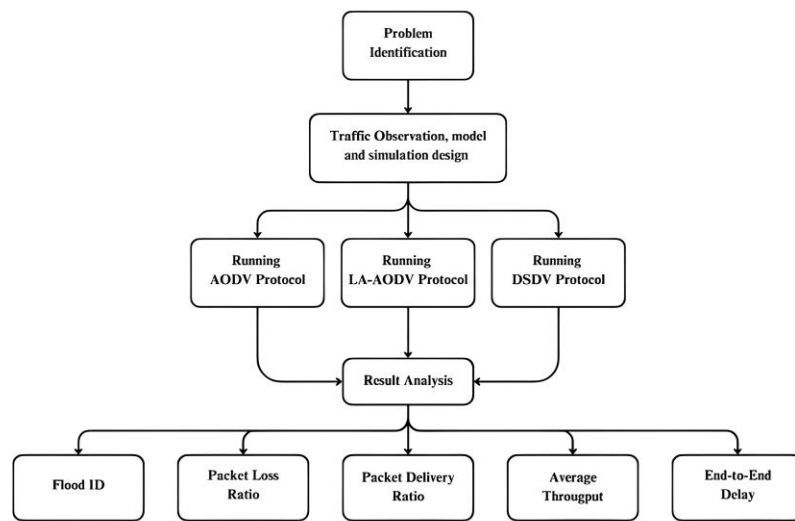 Problem
Identification
Traffic Observation, model
and simulation design
Running
AODV Protocol
Running
LA-AODV Protocol
Running
DSDV Protocol
Result Analysis
Flood ID
Packet Loss
Ratio
Packet Delivery
Ratio
Average
Througput
End-to-End
Delay